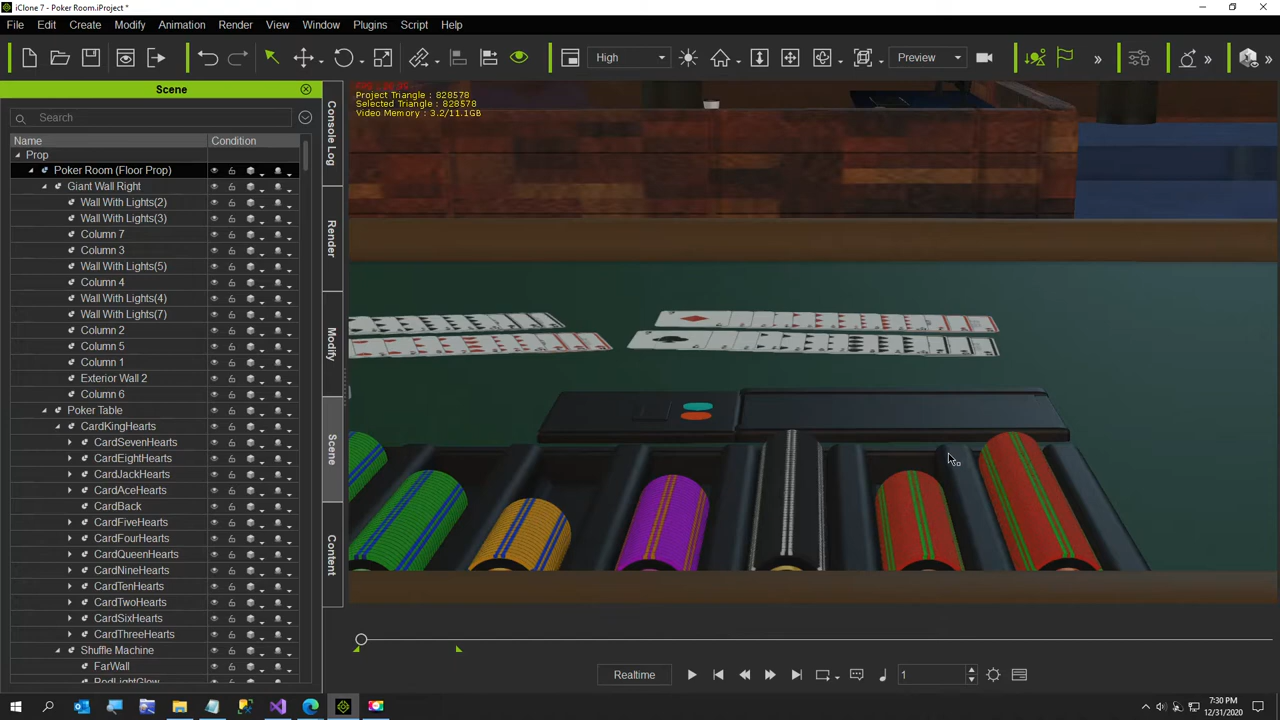 iClone 7 - Poker Room.iProject *
File Edit Create Modify Animation Render View Window Plugins Script Help
High
Preview
Scene
Search
Name Condition
Prop
Poker Room (Floor Prop)
Giant Wall Right
Wall With Lights(2)
Wall With Lights(3)
Column 7
Column 3
Wall With Lights(5)
Column 4
Wall With Lights(4)
Wall With Lights(7)
Column 2
Column 5
Column 1
Exterior Wall 2
Column 6
Poker Table
CardKingHearts
CardSevenHearts
CardEightHearts
CardJackHearts
CardAceHearts
CardBack
CardFiveHearts
CardFourHearts
CardQueenHearts
CardNineHearts
CardTenHearts
CardTwoHearts
CardSixHearts
CardThreeHearts
Shuffle Machine
FarWall
RedLightGlow
Console Log
Render
Modify
Scene
Content
Project Triangle : 828578
Selected Triangle : 828578
Video Memory : 3.2/11.1GB
Realtime
1
7:30 PM
12/31/2020